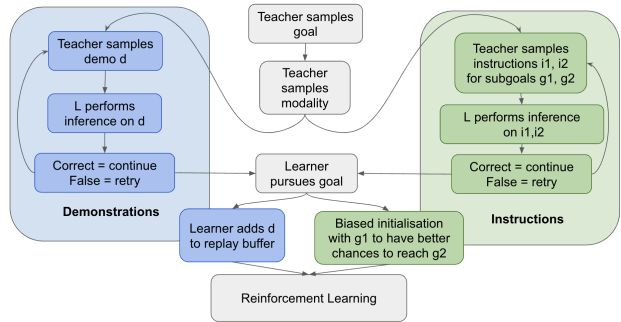 Teacher samples
goal
Teacher
samples
modality
Teacher samples
demo d
L performs
inference on d
Correct = continue
False = retry
Demonstrations
Teacher samples
instructions i1, i2
for subgoals g1, g2
L performs inference
on i1,i2
Correct = continue
False = retry
Instructions
Learner
pursues goal
Learner adds d
to replay buffer
Biased initialisation
with g1 to have better
chances to reach g2
Reinforcement Learning